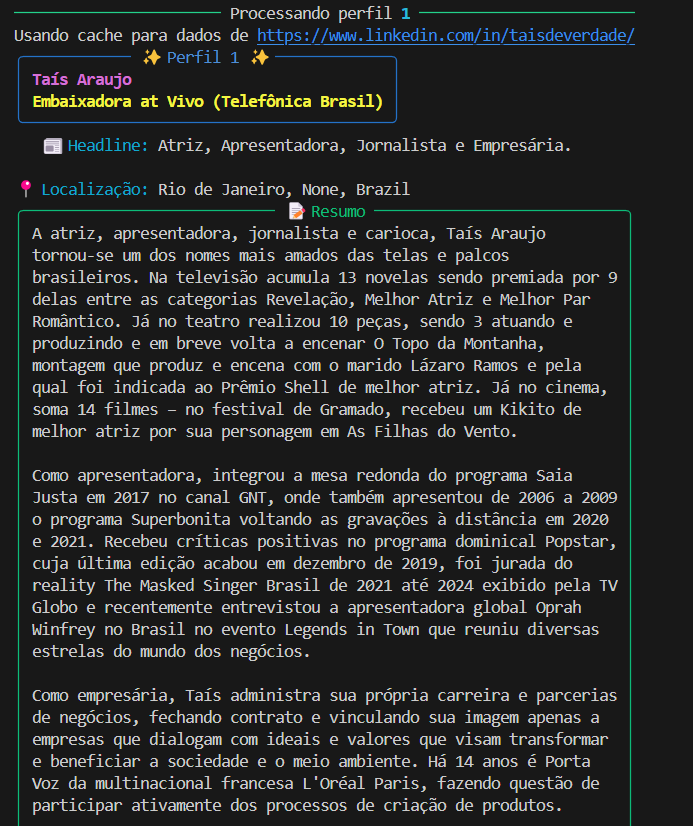 Processando perfil 1
Usando cache para dados de https://www.linkedin.com/in/taisdeverdade/
✨ Perfil 1 ✨
Taís Araujo
Embaixadora at Vivo (Telefônica Brasil)
📰 Headline: Atriz, Apresentadora, Jornalista e Empresária.
📍 Localização: Rio de Janeiro, None, Brazil
📝 Resumo
A atriz, apresentadora, jornalista e carioca, Taís Araujo
tornou-se um dos nomes mais amados das telas e palcos
brasileiros. Na televisão acumula 13 novelas sendo premiada por 9
delas entre as categorias Revelação, Melhor Atriz e Melhor Par
Romântico. Já no teatro realizou 10 peças, sendo 3 atuando e
produzindo e em breve volta a encenar O Topo da Montanha,
montagem que produz e encena com o marido Lázaro Ramos e pela
qual foi indicada ao Prêmio Shell de melhor atriz. Já no cinema,
soma 14 filmes – no festival de Gramado, recebeu um Kikito de
melhor atriz por sua personagem em As Filhas do Vento.
Como apresentadora, integrou a mesa redonda do programa Saia
Justa em 2017 no canal GNT, onde também apresentou de 2006 a 2009
o programa Superbonita voltando as gravações à distância em 2020
e 2021. Recebeu críticas positivas no programa dominical Popstar,
cuja última edição acabou em dezembro de 2019, foi jurada do
reality The Masked Singer Brasil de 2021 até 2024 exibido pela TV
Globo e recentemente entrevistou a apresentadora global Oprah
Winfrey no Brasil no evento Legends in Town que reuniu diversas
estrelas do mundo dos negócios.
Como empresária, Taís administra sua própria carreira e parcerias
de negócios, fechando contrato e vinculando sua imagem apenas a
empresas que dialogam com ideais e valores que visam transformar
e beneficiar a sociedade e o meio ambiente. Há 14 anos é Porta
Voz da multinacional francesa L'Oréal Paris, fazendo questão de
participar ativamente dos processos de criação de produtos.